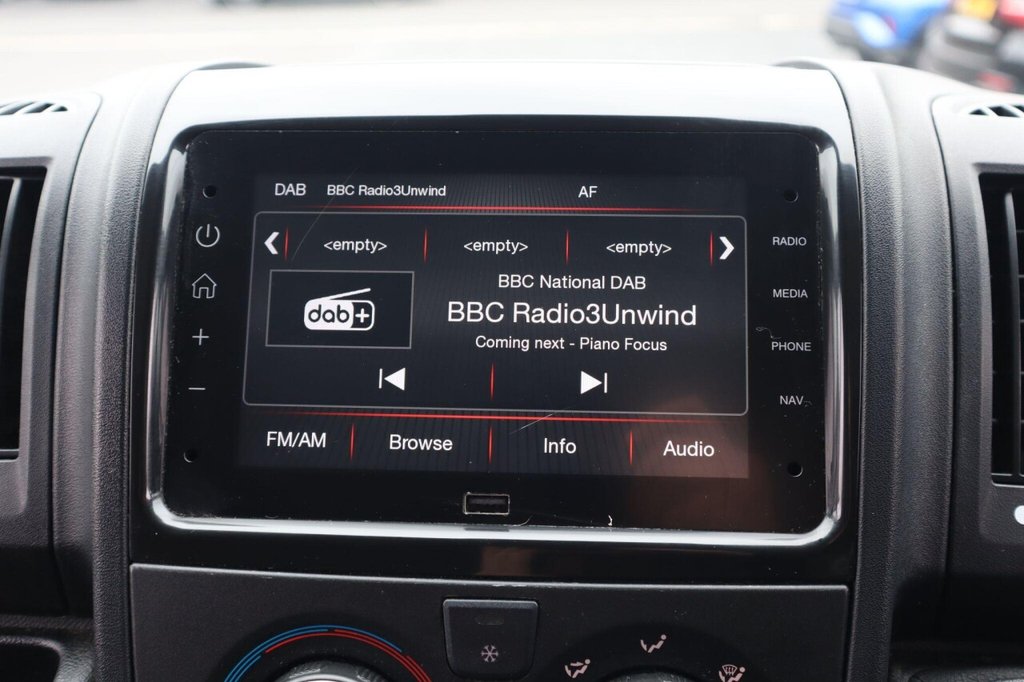 DAB BBC Radio3Unwind AF
<empty> <empty> <empty>
RADIO
BBC National DAB
dab+
BBC Radio3Unwind
MEDIA
Coming next - Piano Focus
PHONE
NAV
FM/AM Browse Info Audio